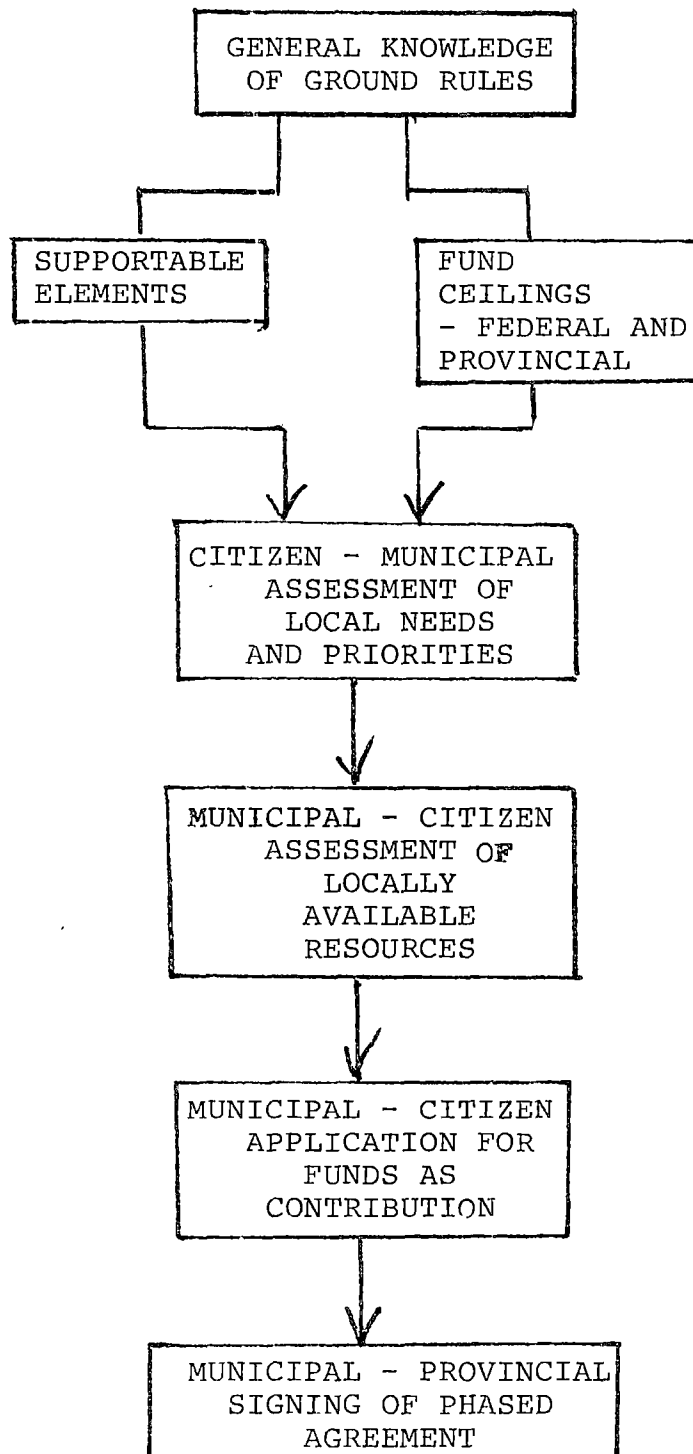 GENERAL KNOWLEDGE
OF GROUND RULES
SUPPORTABLE
ELEMENTS
FUND
CEILINGS
- FEDERAL AND
PROVINCIAL
CITIZEN - MUNICIPAL
ASSESSMENT OF
LOCAL NEEDS
AND PRIORITIES
MUNICIPAL - CITIZEN
ASSESSMENT OF
LOCALLY
AVAILABLE
RESOURCES
MUNICIPAL - CITIZEN
APPLICATION FOR
FUNDS AS
CONTRIBUTION
MUNICIPAL - PROVINCIAL
SIGNING OF PHASED
AGREEMENT